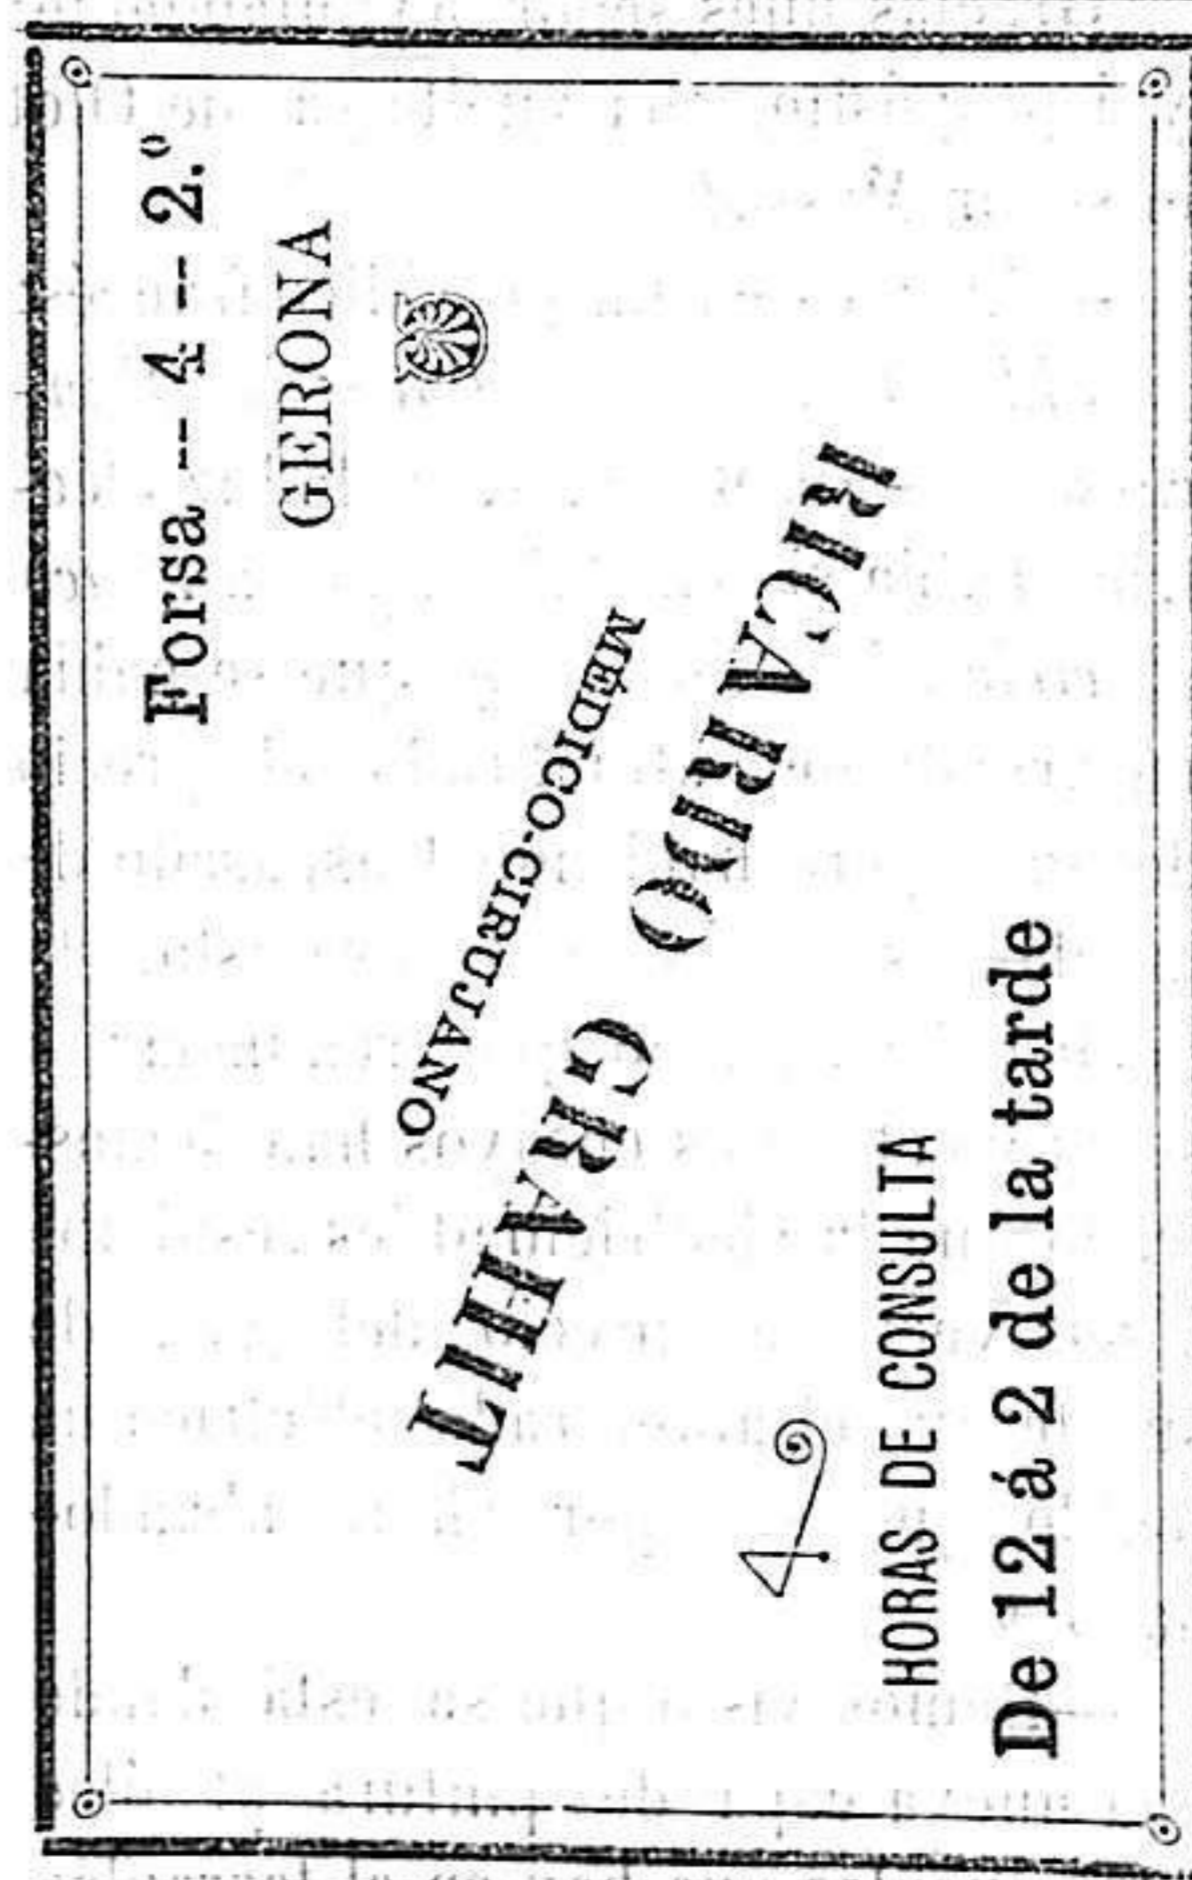 Forsa -- 4 -- 2.º
GERONA
RICARDO GRAHIT
MÉDICO-CIRUJANO
HORAS DE CONSULTA
De 12 á 2 de la tarde